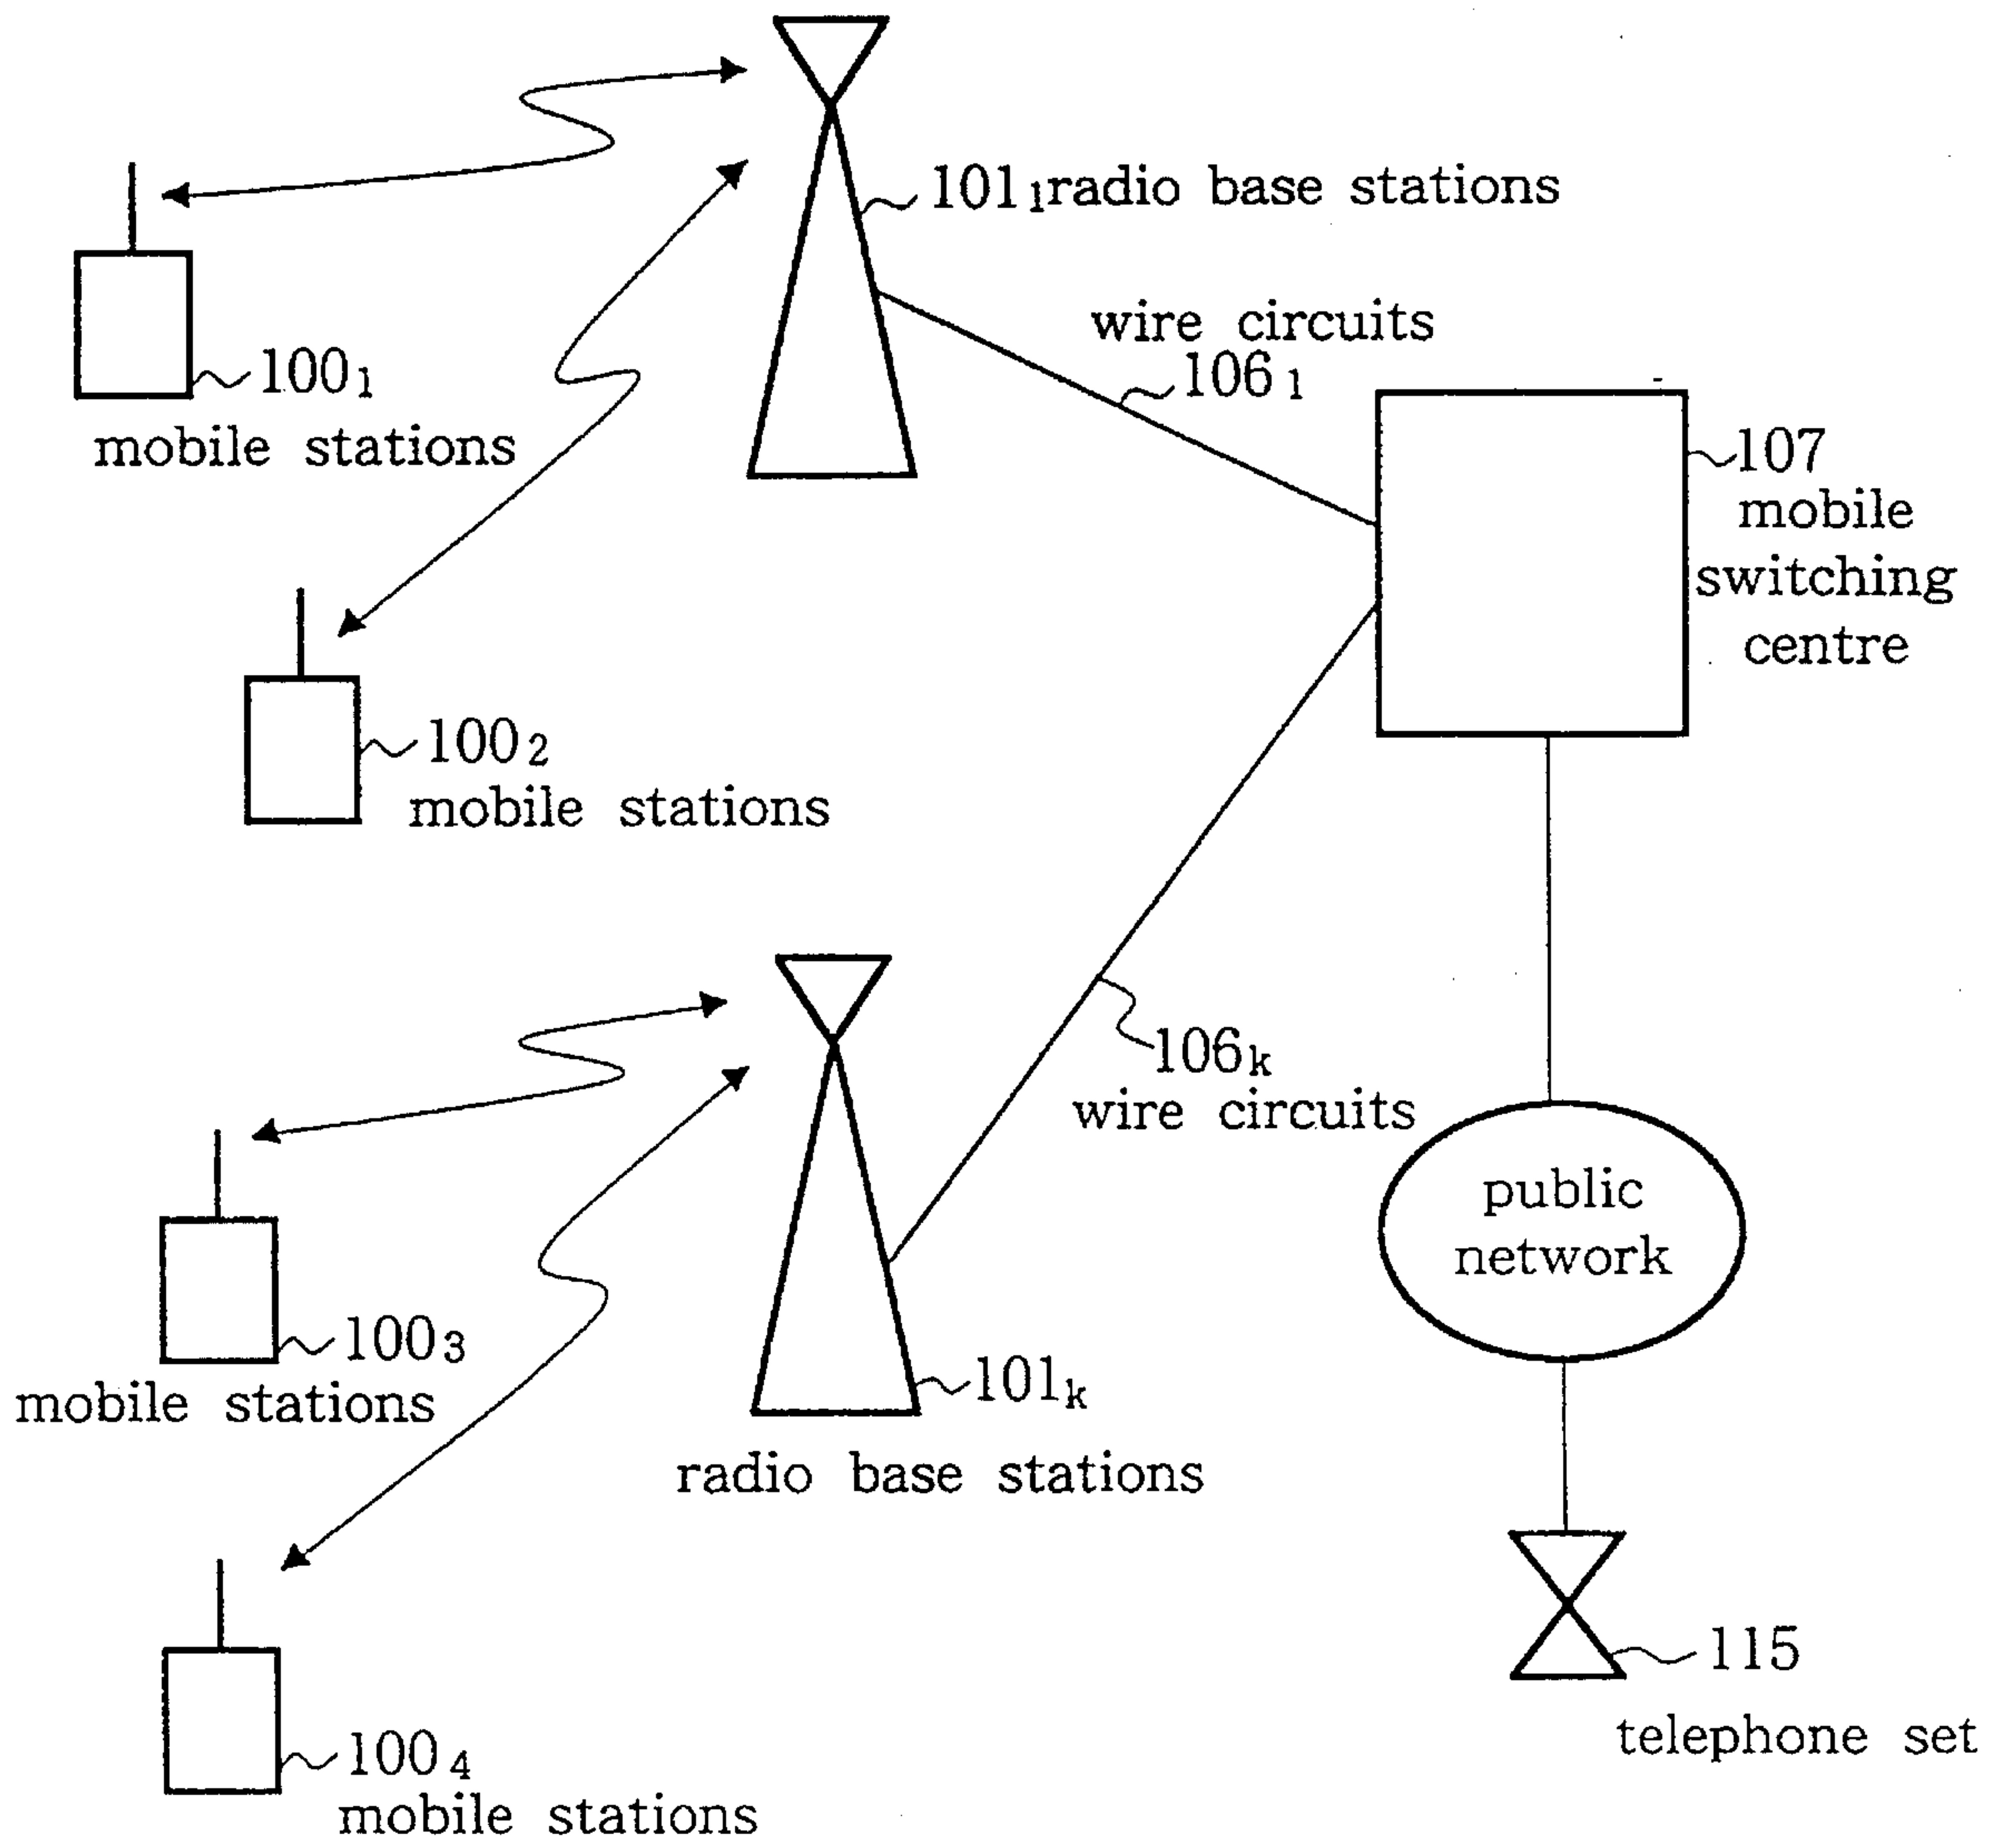 101₁radio base stations
wire circuits
106₁
100₁
mobile stations
107
mobile
switching
centre
100₂
mobile stations
106ₖ
wire circuits
public
network
100₃
mobile stations
101ₖ
radio base stations
115
telephone set
100₄
mobile stations